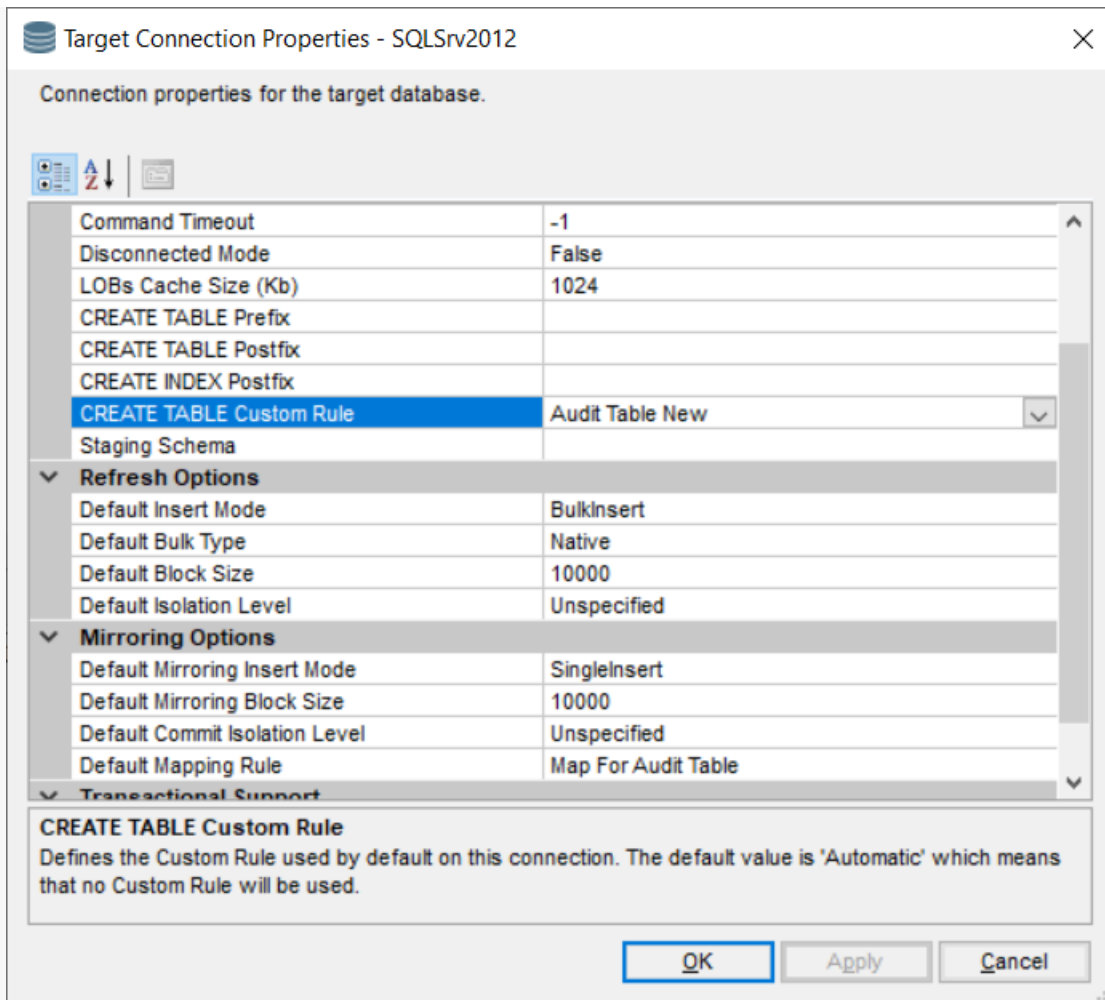 Target Connection Properties - SQLSrv2012
Connection properties for the target database.
Command Timeout -1
Disconnected Mode False
LOBs Cache Size (Kb) 1024
CREATE TABLE Prefix
CREATE TABLE Postfix
CREATE INDEX Postfix
CREATE TABLE Custom Rule Audit Table New
Staging Schema
Refresh Options
Default Insert Mode BulkInsert
Default Bulk Type Native
Default Block Size 10000
Default Isolation Level Unspecified
Mirroring Options
Default Mirroring Insert Mode SingleInsert
Default Mirroring Block Size 10000
Default Commit Isolation Level Unspecified
Default Mapping Rule Map For Audit Table
Transactional Support
CREATE TABLE Custom Rule
Defines the Custom Rule used by default on this connection. The default value is 'Automatic' which means
that no Custom Rule will be used.
OK Apply Cancel